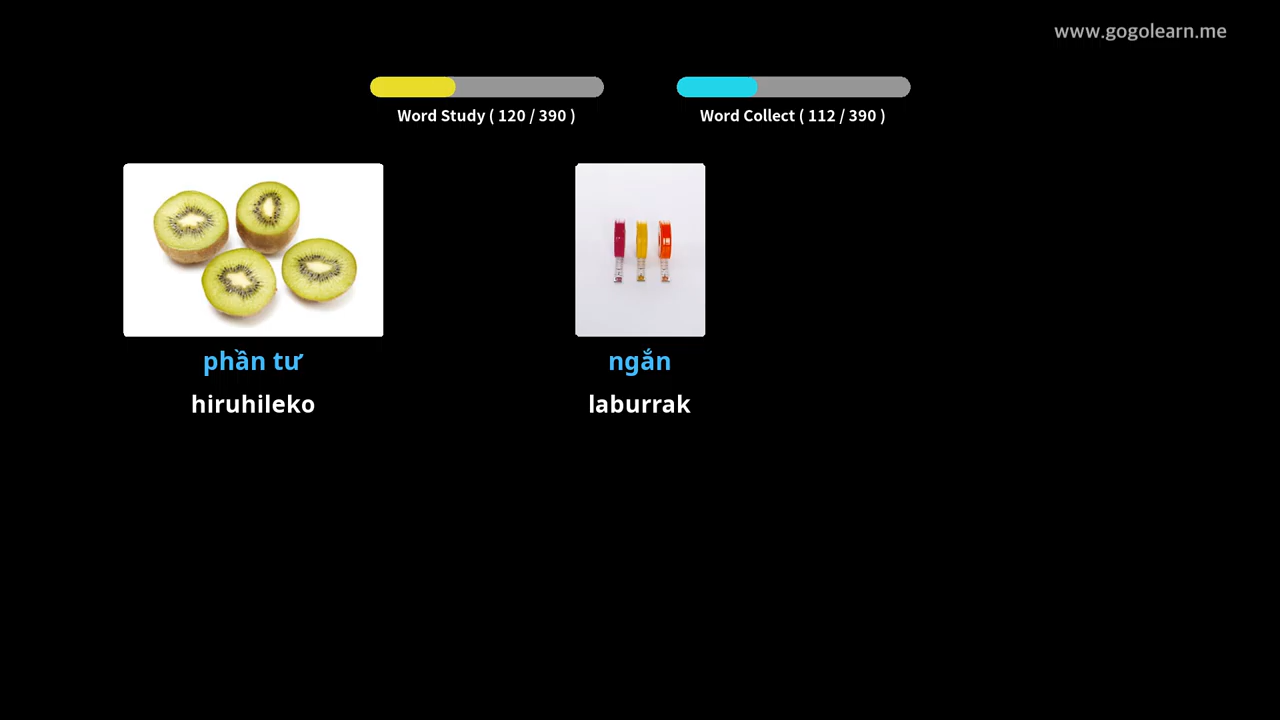 www.gogolearn.me
Word Study ( 120 / 390 )
Word Collect ( 112 / 390 )
phần tư
hiruhileko
ngắn
laburrak